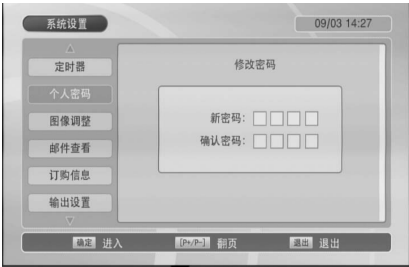 系统设置
09/03 14:27
定时器
个人密码
图像调整
邮件查看
订购信息
输出设置
修改密码
新密码:
确认密码:
确定 进入 [P+/P-] 翻页 退出 退出